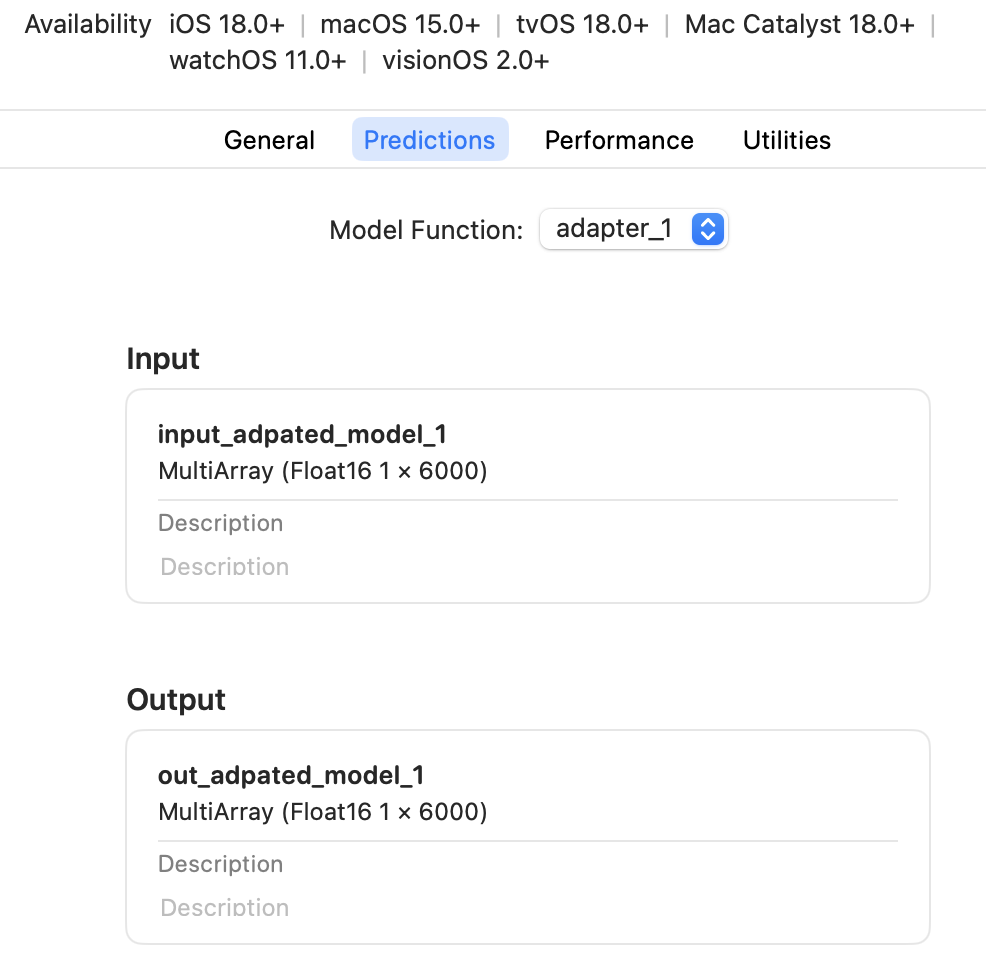 Availability iOS 18.0+ | macOS 15.0+ | tvOS 18.0+ | Mac Catalyst 18.0+ |
watchOS 11.0+ | visionOS 2.0+
General Predictions Performance Utilities
Model Function: adapter_1
Input
input_adpated_model_1
MultiArray (Float16 1 × 6000)
Description
Description
Output
out_adpated_model_1
MultiArray (Float16 1 × 6000)
Description
Description